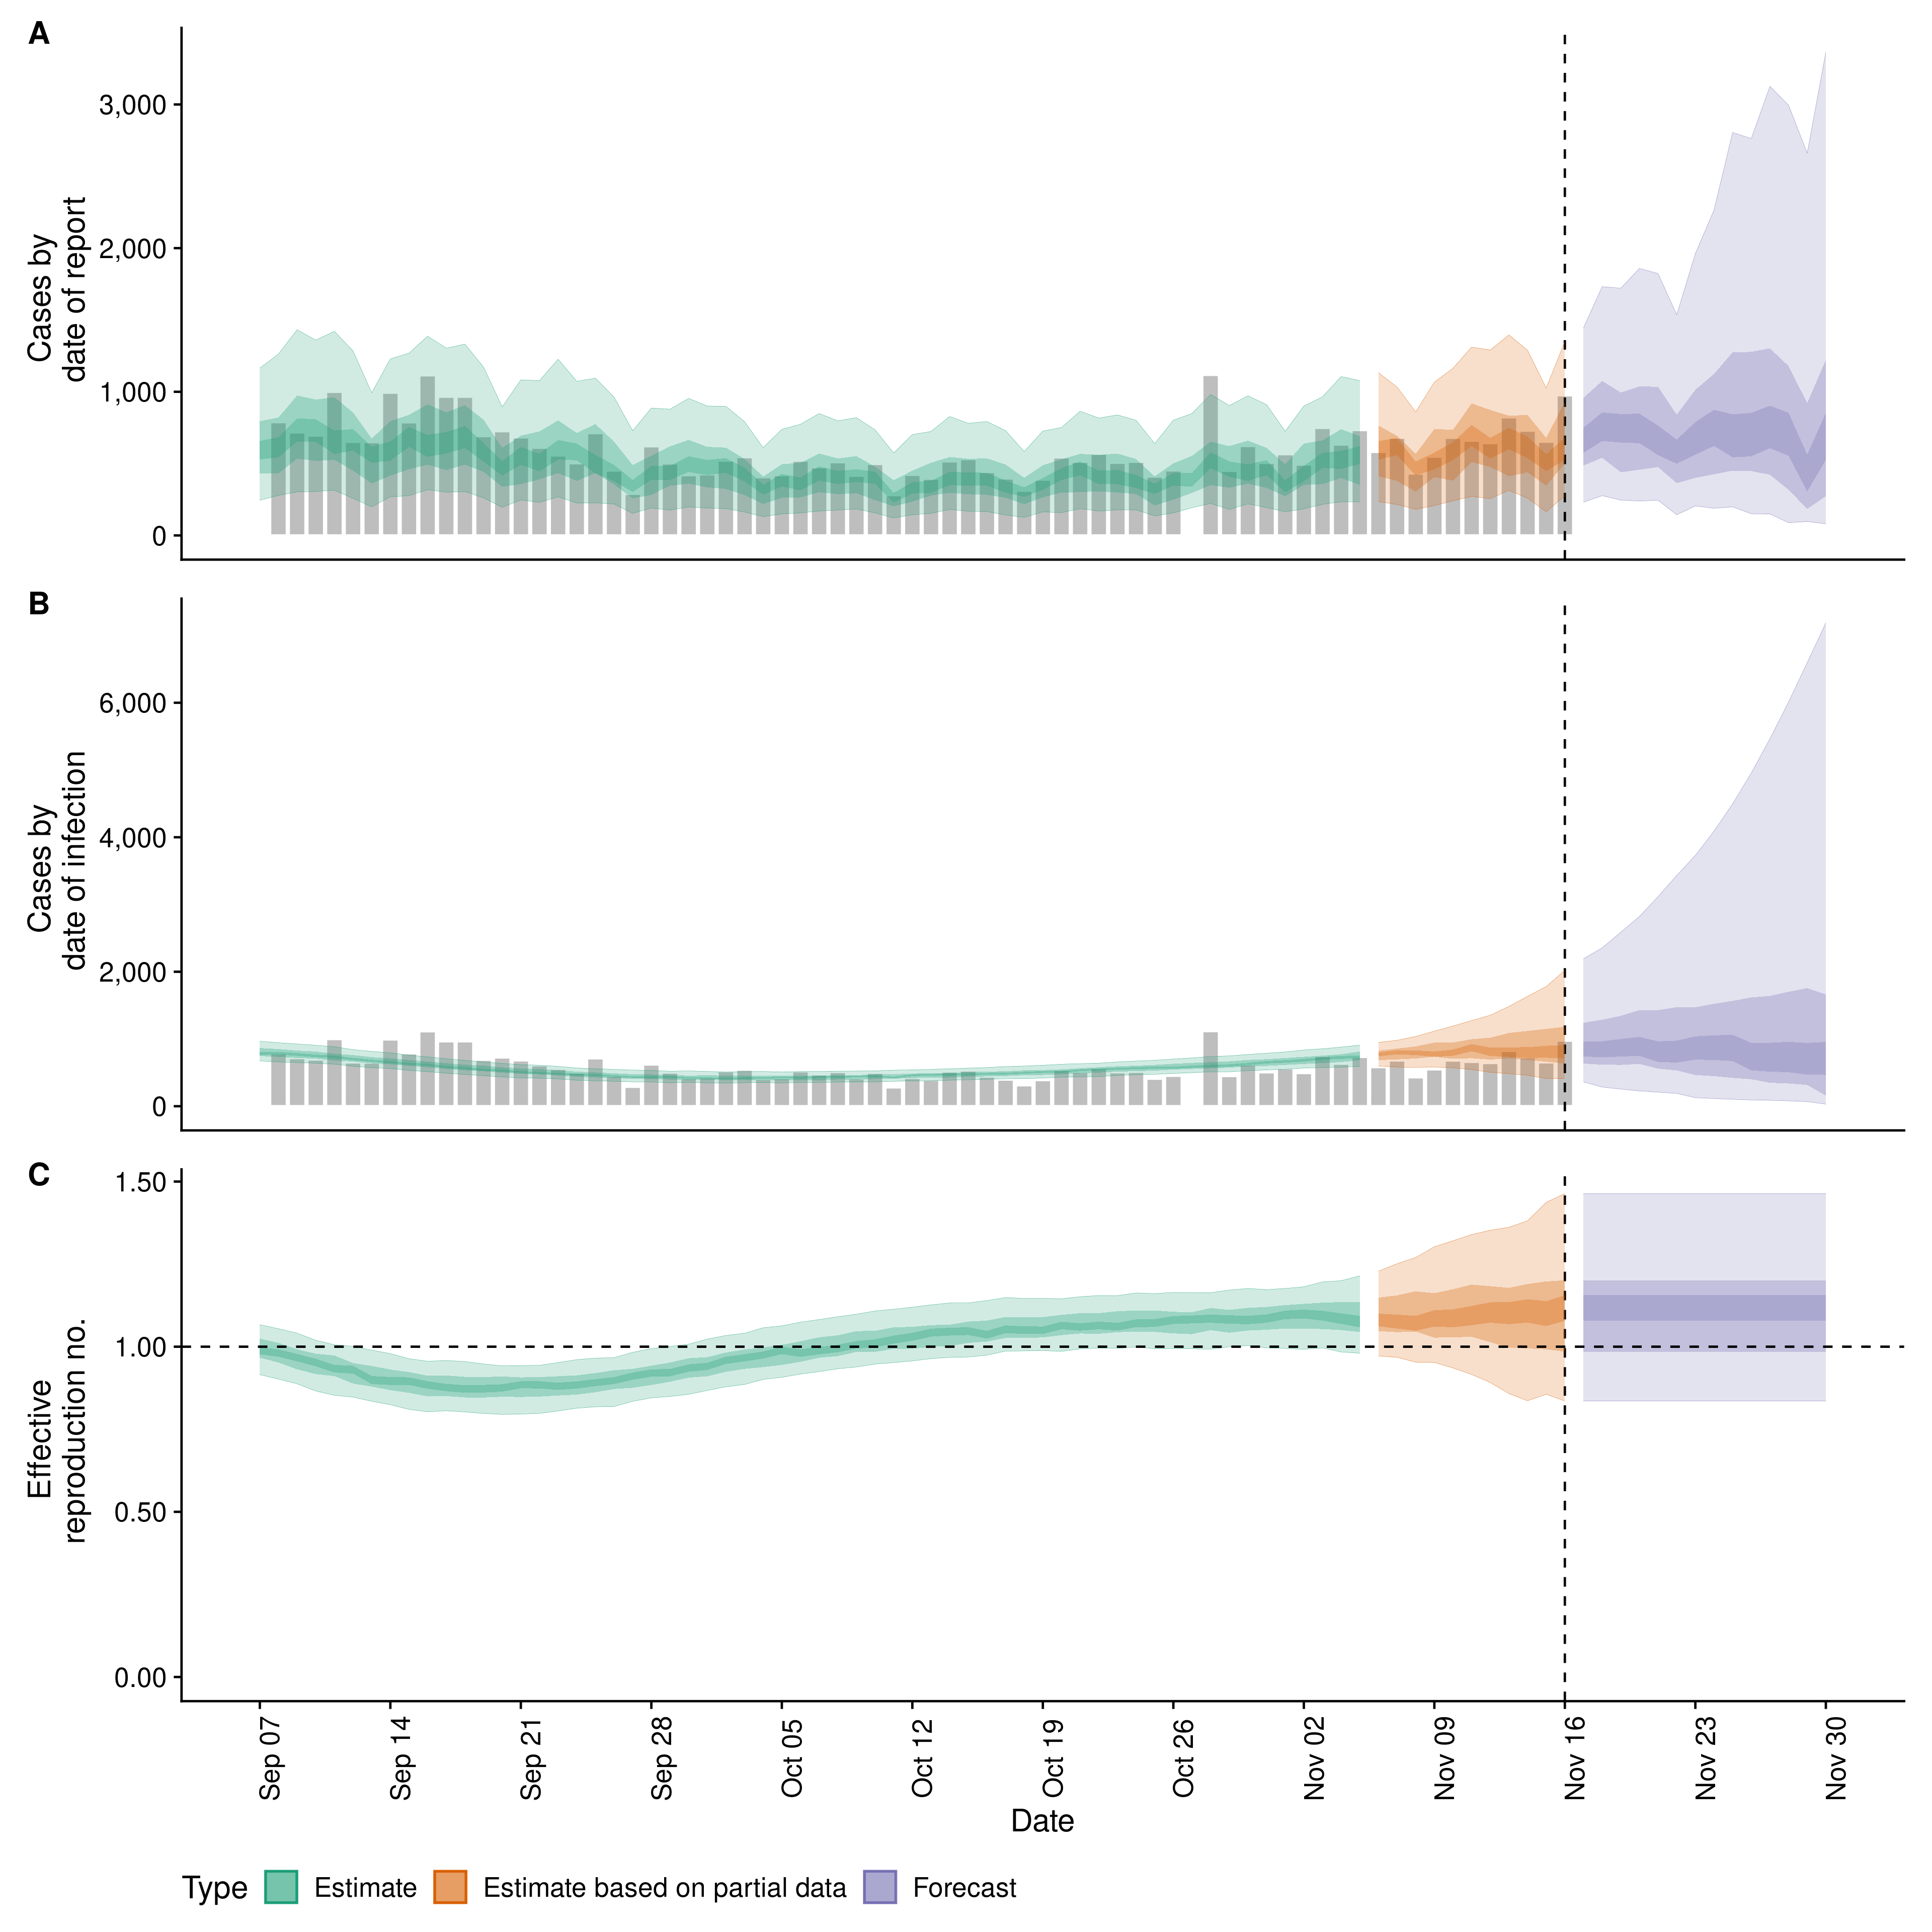 A
Cases by
date of report
3,000
2,000
1,000
0
B
Cases by
date of infection
6,000
4,000
2,000
0
C
Effective
reproduction no.
1.50
1.00
0.50
0.00
Sep 07
Sep 14
Sep 21
Sep 28
Oct 05
Oct 12
Oct 19
Oct 26
Nov 02
Nov 09
Nov 16
Nov 23
Nov 30
Date
Type Estimate Estimate based on partial data Forecast